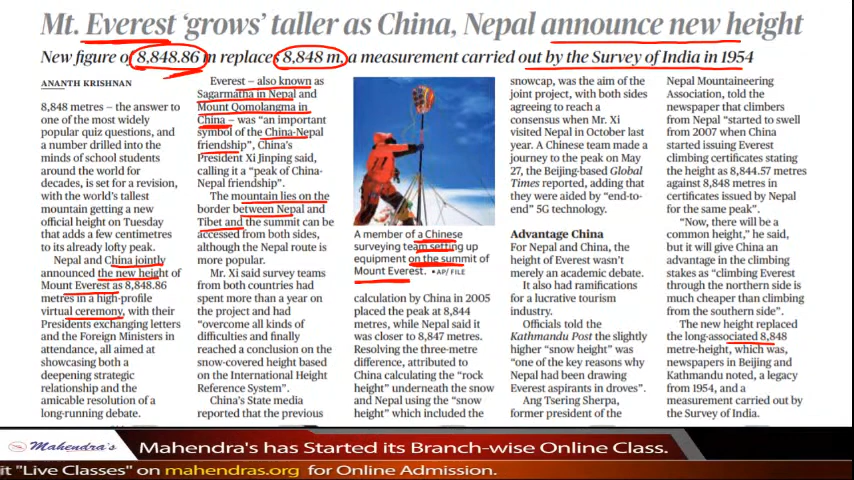 Mt. Everest ‘grows’ taller as China, Nepal announce new height
New figure of 8,848.86 m replaces 8,848 m, a measurement carried out by the Survey of India in 1954
ANANTH KRISHNAN
8,848 metres – the answer to
one of the most widely
popular quiz questions, and
a number drilled into the
minds of school students
around the world for
decades, is set for a revision,
with the world's tallest
mountain getting a new
official height on Tuesday
that adds a few centimetres
to its already lofty peak.
Nepal and China jointly
announced the new height of
Mount Everest as 8,848.86
metres in a high-profile
virtual ceremony, with their
Presidents exchanging letters
and the Foreign Ministers in
attendance, all aimed at
showcasing both a
deepening strategic
relationship and the
amicable resolution of a
long-running debate.
Everest – also known as
Sagarmatha in Nepal and
Mount Qomolangma in
China – was “an important
symbol of the China-Nepal
friendship”, China's
President Xi Jinping said,
calling it a “peak of China-
Nepal friendship”.
The mountain lies on the
border between Nepal and
Tibet and the summit can be
accessed from both sides,
although the Nepal route is
more popular.
Mr. Xi said survey teams
from both countries had
spent more than a year on
the project and had
“overcome all kinds of
difficulties and finally
reached a conclusion on the
snow-covered height based
on the International Height
Reference System”.
China's State media
reported that the previous
A member of a Chinese
surveying team setting up
equipment on the summit of
Mount Everest. • AP/ FILE
calculation by China in 2005
placed the peak at 8,844
metres, while Nepal said it
was closer to 8,847 metres.
Resolving the three-metre
difference, attributed to
China calculating the “rock
height” underneath the snow
and Nepal using the “snow
height” which included the
snowcap, was the aim of the
joint project, with both sides
agreeing to reach a
consensus when Mr. Xi
visited Nepal in October last
year. A Chinese team made a
journey to the peak on May
27, the Beijing-based Global
Times reported, adding that
they were aided by “end-to-
end” 5G technology.
Advantage China
For Nepal and China, the
height of Everest wasn't
merely an academic debate.
It also had ramifications
for a lucrative tourism
industry.
Officials told the
Kathmandu Post the slightly
higher “snow height” was
“one of the key reasons why
Nepal had been drawing
Everest aspirants in droves”.
Ang Tsering Sherpa,
former president of the
Nepal Mountaineering
Association, told the
newspaper that climbers
from Nepal “started to swell
from 2007 when China
started issuing Everest
climbing certificates stating
the height as 8,844.57 metres
against 8,848 metres in
certificates issued by Nepal
for the same peak”.
“Now, there will be a
common height,” he said,
but it will give China an
advantage in the climbing
stakes as “climbing Everest
through the northern side is
much cheaper than climbing
from the southern side”.
The new height replaced
the long-associated 8,848
metre-height, which was,
newspapers in Beijing and
Kathmandu noted, a legacy
from 1954, and a
measurement carried out by
the Survey of India.
Mahendra's
Mahendra's has Started its Branch-wise Online Class.
it "Live Classes" on mahendras.org for Online Admission.